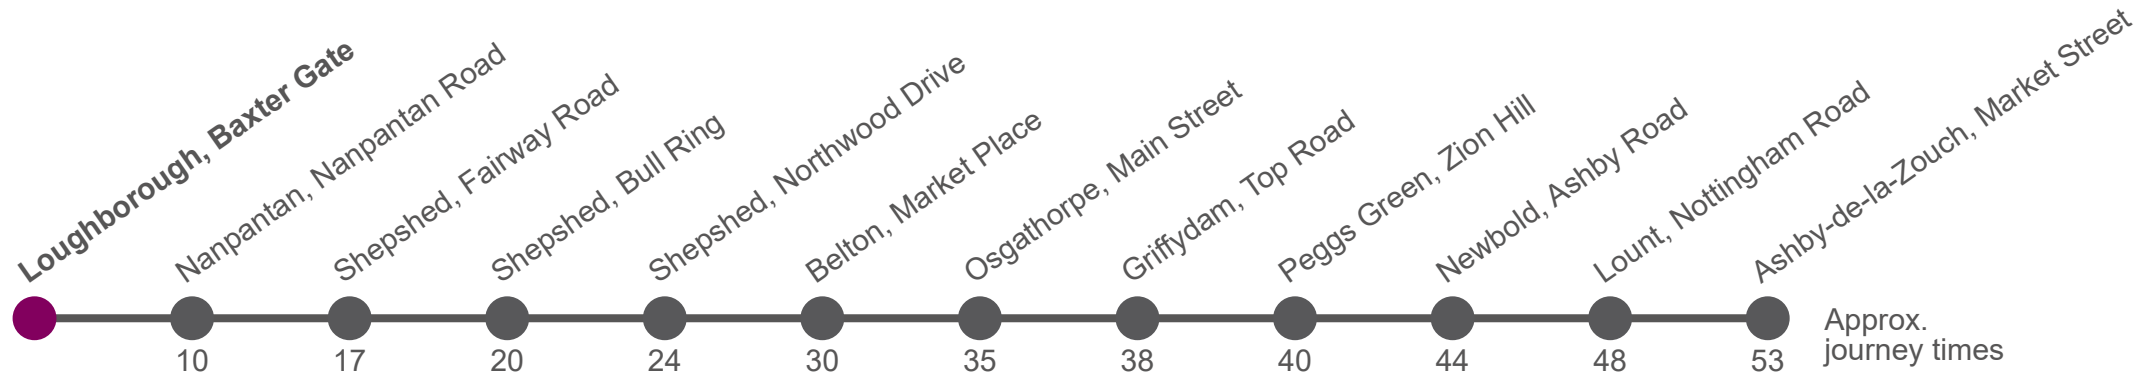 Loughborough, Baxter Gate
Nanpantan, Nanpantan Road
Shepshed, Fairway Road
Shepshed, Bull Ring
Shepshed, Northwood Drive
Belton, Market Place
Osgathorpe, Main Street
Griffydam, Top Road
Peggs Green, Zion Hill
Newbold, Ashby Road
Lount, Nottingham Road
Ashby-de-la-Zouch, Market Street
10 17 20 24 30 35 38 40 44 48 53
Approx.
journey times